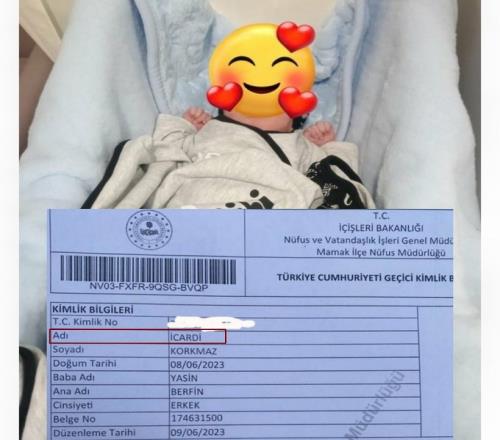 T.C.
İÇİŞLERİ BAKANLIĞI
Nüfus ve Vatandaşlık İşleri Genel Müdü
Mamak İlçe Nüfus Müdürlüğü
NV03-FXFR-9QSG-BVQP
TÜRKİYE CUMHURİYETİ GEÇİCİ KİMLİK B
KİMLİK BİLGİLERİ
T.C. Kimlik No
Adı İCARDİ
Soyadı KORKMAZ
Doğum Tarihi 08/06/2023
Baba Adı YASİN
Ana Adı BERFİN
Cinsiyeti ERKEK
Belge No 174631500
Düzenleme Tarihi 09/06/2023
Müdürlüğü